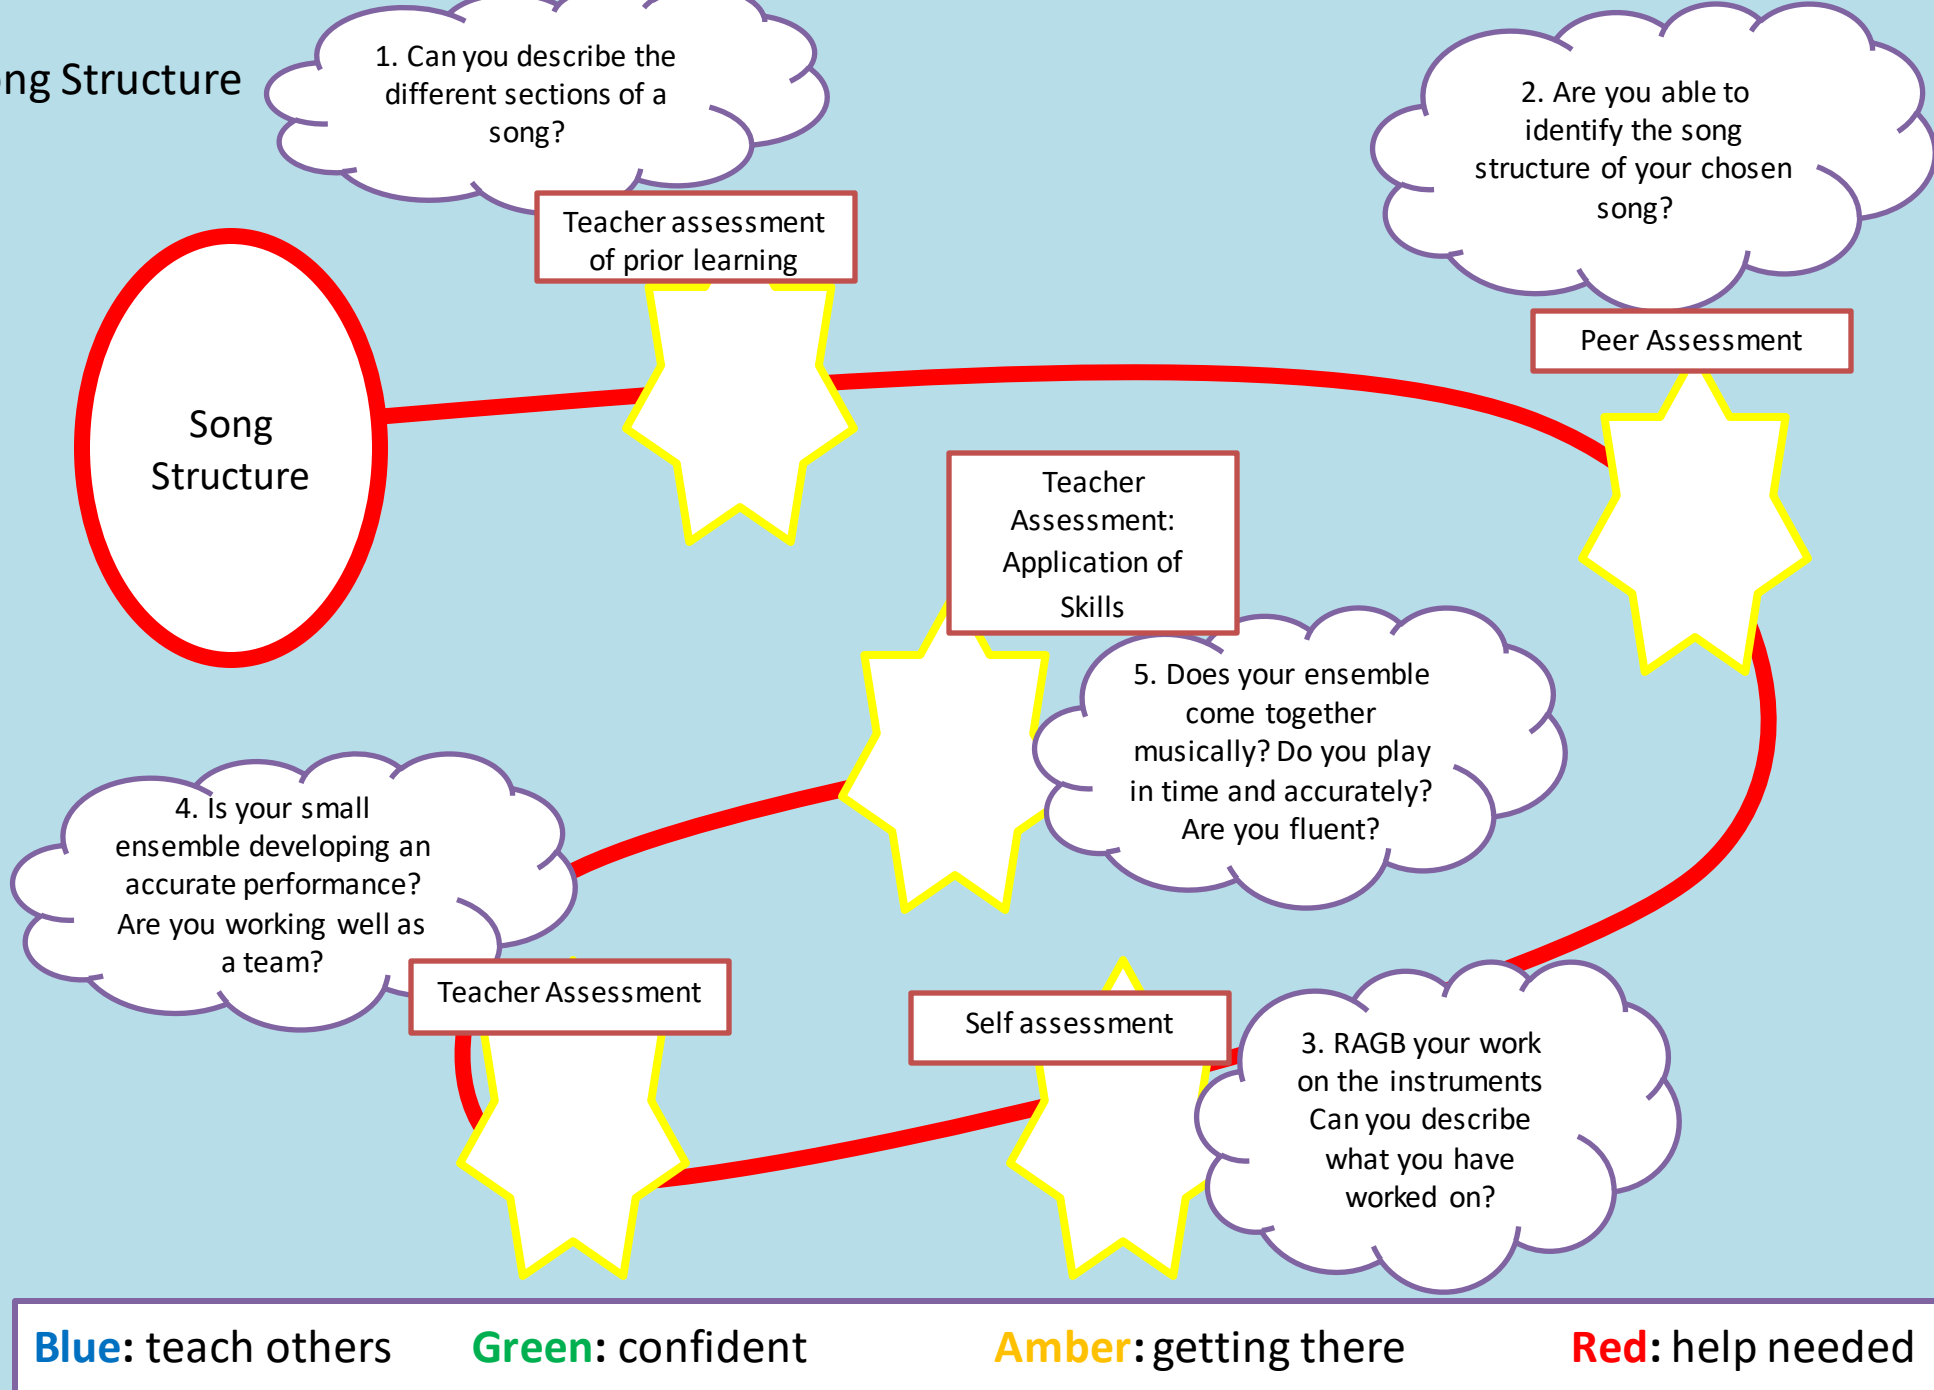 ng Structure
1. Can you describe the
different sections of a
song?
Teacher assessment
of prior learning
2. Are you able to
identify the song
structure of your chosen
song?
Peer Assessment
Song
Structure
Teacher
Assessment:
Application of
Skills
5. Does your ensemble
come together
musically? Do you play
in time and accurately?
Are you fluent?
4. Is your small
ensemble developing an
accurate performance?
Are you working well as
a team?
Teacher Assessment
Self assessment
3. RAGB your work
on the instruments
Can you describe
what you have
worked on?
Blue: teach others Green: confident Amber: getting there Red: help needed